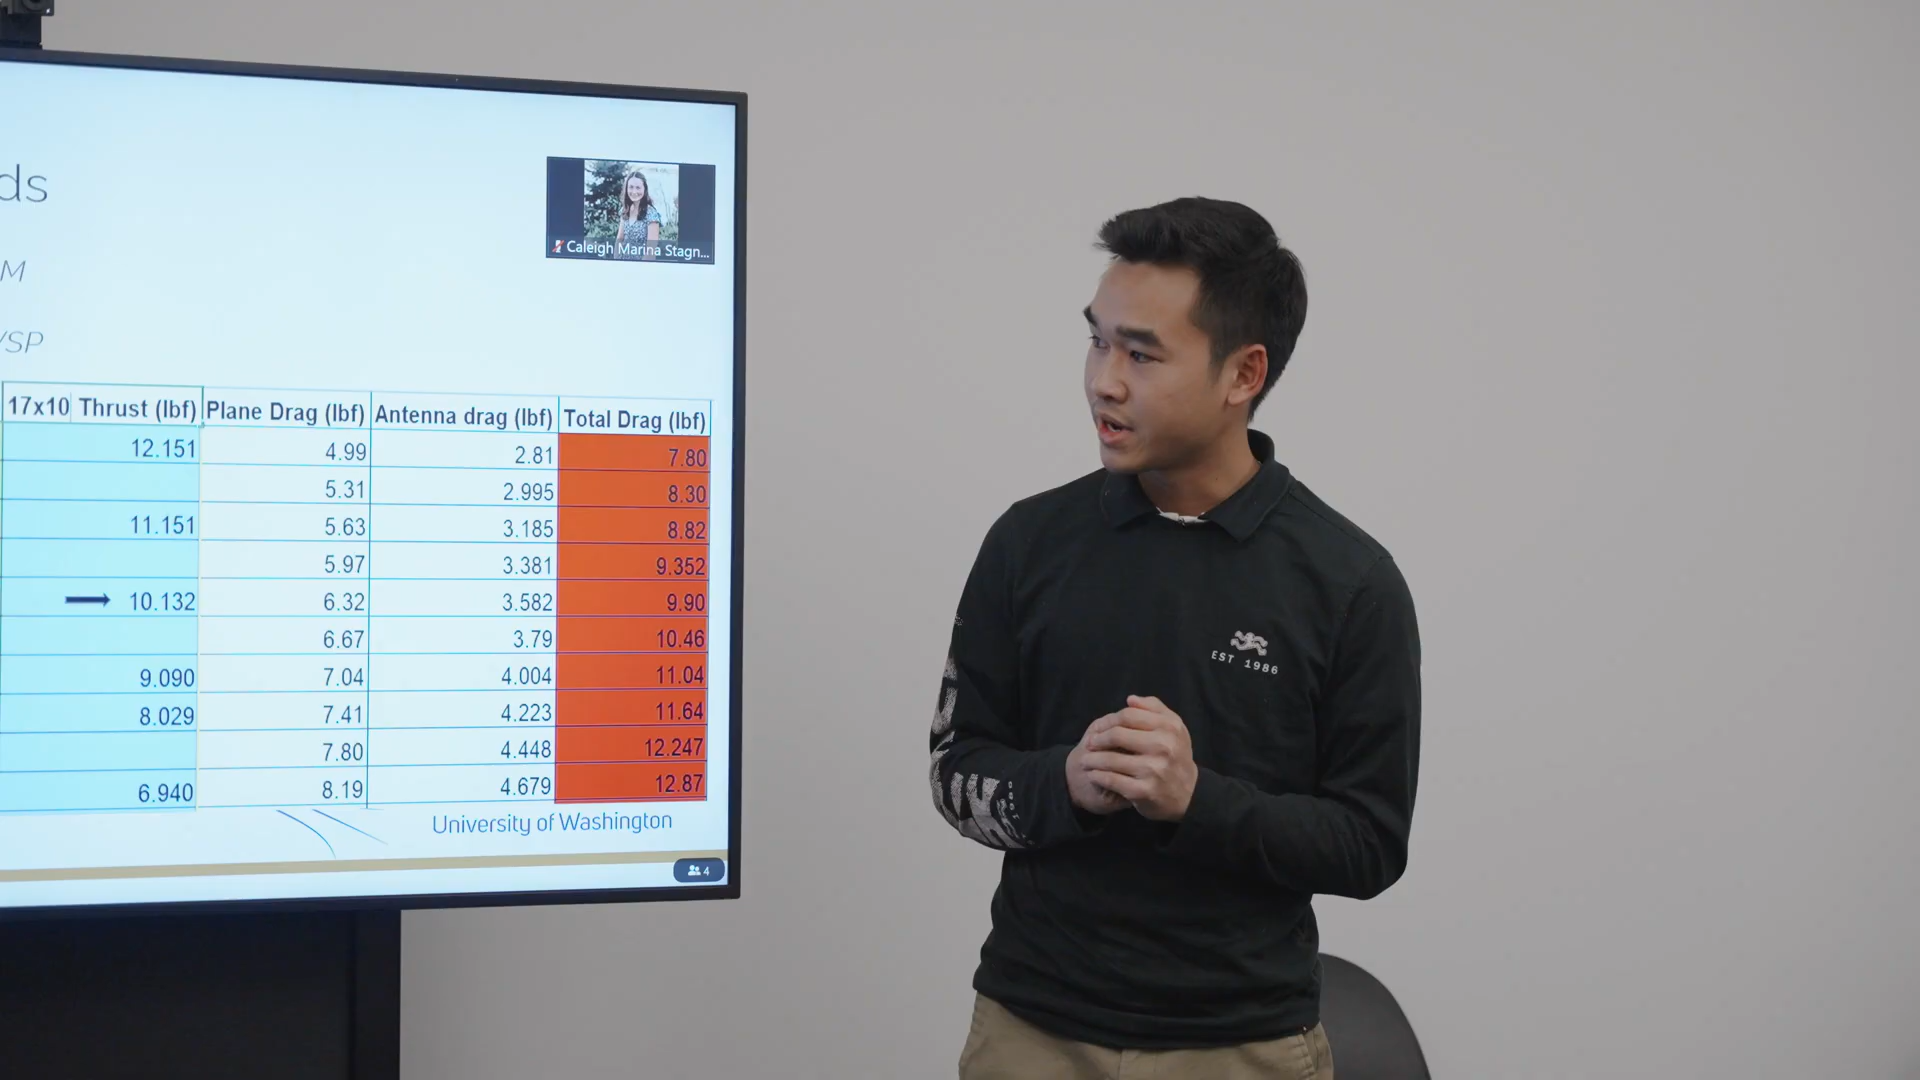 ds
Caleigh Marina Stagn...
M
VSP
17x10 Thrust (lbf) Plane Drag (lbf) Antenna drag (lbf) Total Drag (lbf)
12.151 4.99 2.81 7.80
5.31 2.995 8.30
11.151 5.63 3.185 8.82
5.97 3.381 9.352
10.132 6.32 3.582 9.90
6.67 3.79 10.46
9.090 7.04 4.004 11.04
8.029 7.41 4.223 11.64
7.80 4.448 12.247
6.940 8.19 4.679 12.87
University of Washington
4
EST 1986